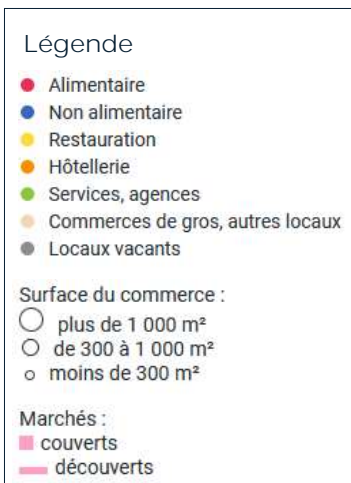 Légende
Alimentaire
Non alimentaire
Restauration
Hôtellerie
Services, agences
Commerces de gros, autres locaux
Locaux vacants
Surface du commerce :
plus de 1 000 m²
de 300 à 1 000 m²
moins de 300 m²
Marchés :
couverts
découverts